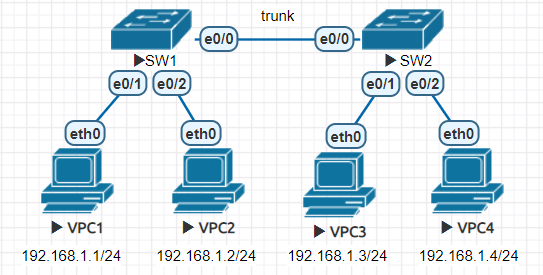 trunk
e0/0 e0/0
SW1 SW2
e0/1 e0/2 e0/1 e0/2
eth0 eth0 eth0 eth0
VPC1 VPC2 VPC3 VPC4
192.168.1.1/24 192.168.1.2/24 192.168.1.3/24 192.168.1.4/24